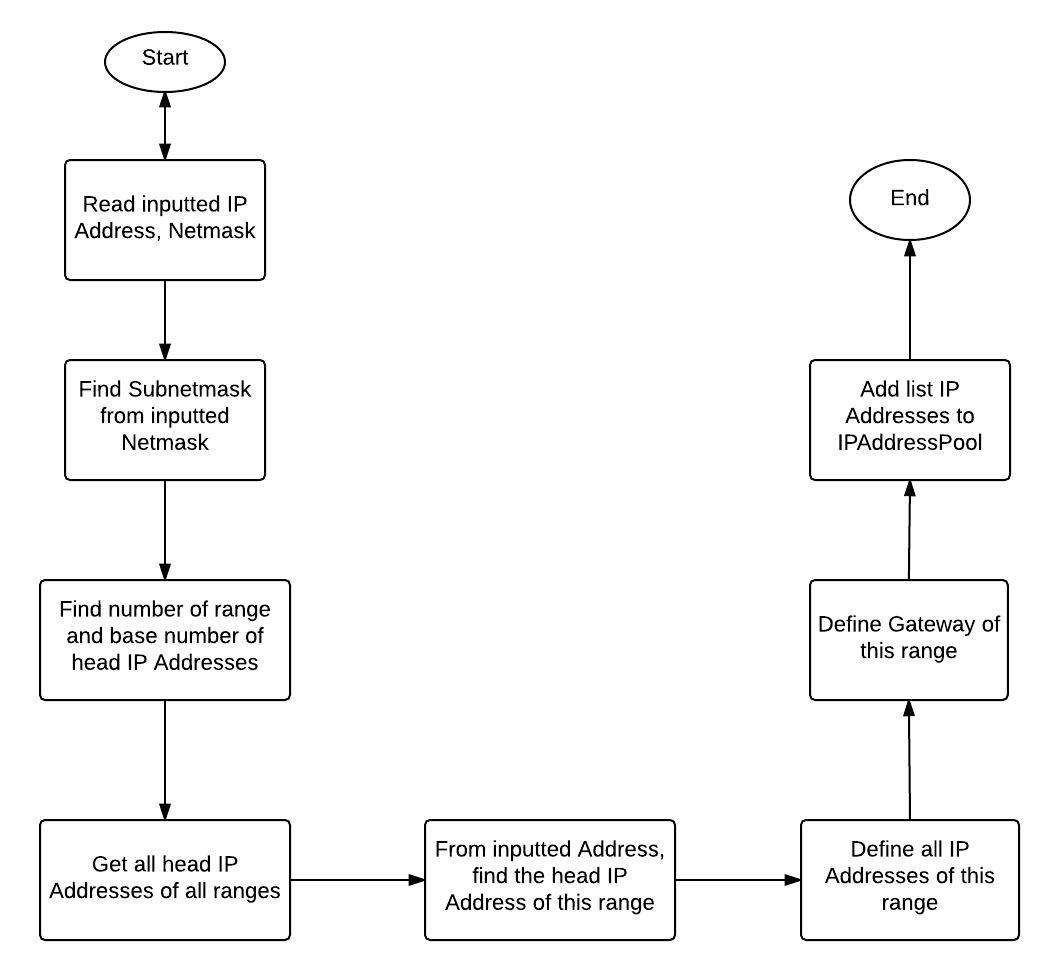 Start
Read inputted IP
Address, Netmask
Find Subnetmask
from inputted
Netmask
Find number of range
and base number of
head IP Addresses
Get all head IP
Addresses of all ranges
From inputted Address,
find the head IP
Address of this range
Define all IP
Addresses of this
range
Define Gateway of
this range
Add list IP
Addresses to
IPAddressPool
End